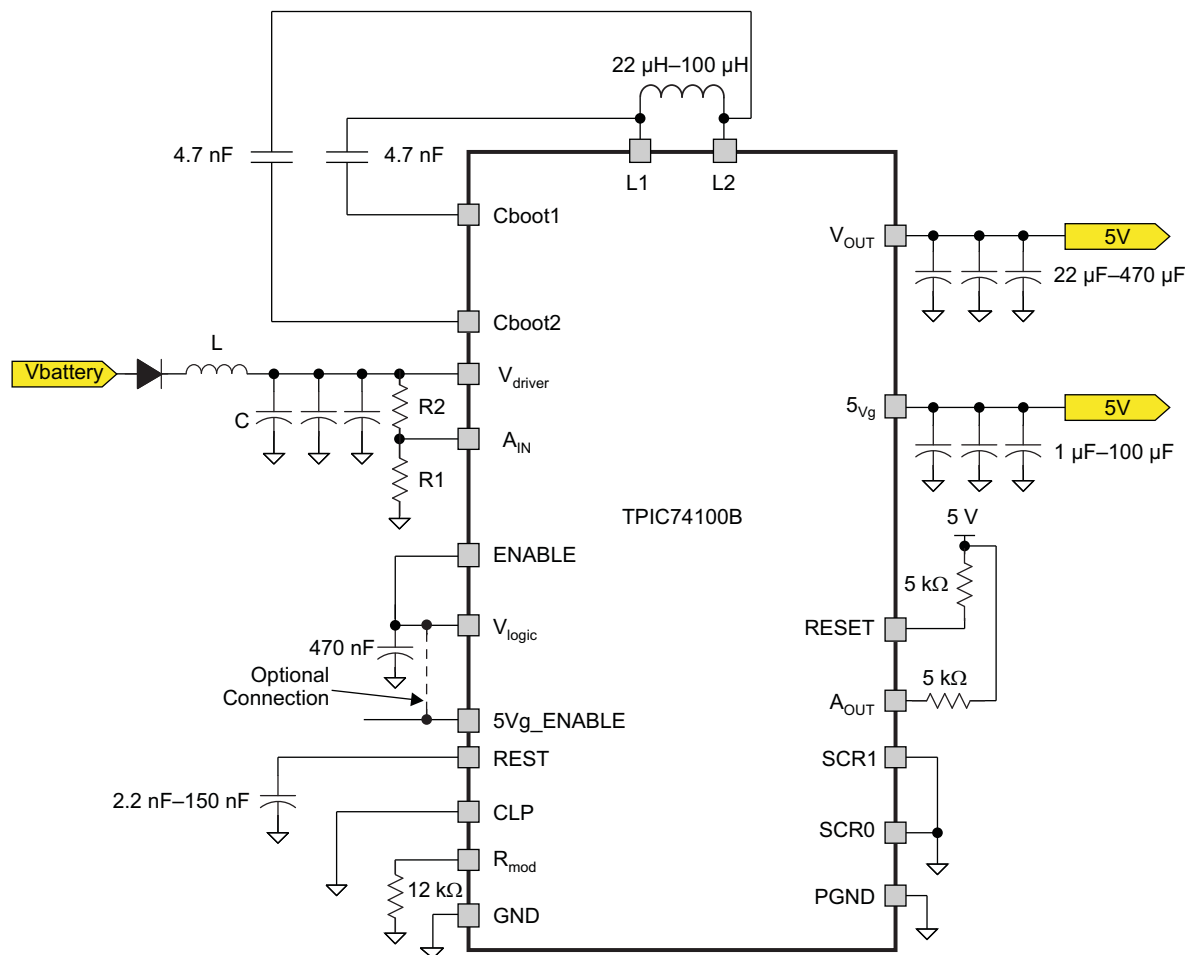 22 µH–100 µH
4.7 nF
4.7 nF
L1
L2
Cboot1
Cboot2
VOUT
5V
22 µF–470 µF
L
Vbattery
Vdriver
C
R2
AIN
R1
5Vg
5V
1 µF–100 µF
TPIC74100B
5 V
ENABLE
5 kΩ
Vlogic
RESET
470 nF
Optional
Connection
5 kΩ
AOUT
5Vg_ENABLE
REST
SCR1
2.2 nF–150 nF
CLP
SCR0
Rmod
12 kΩ
PGND
GND